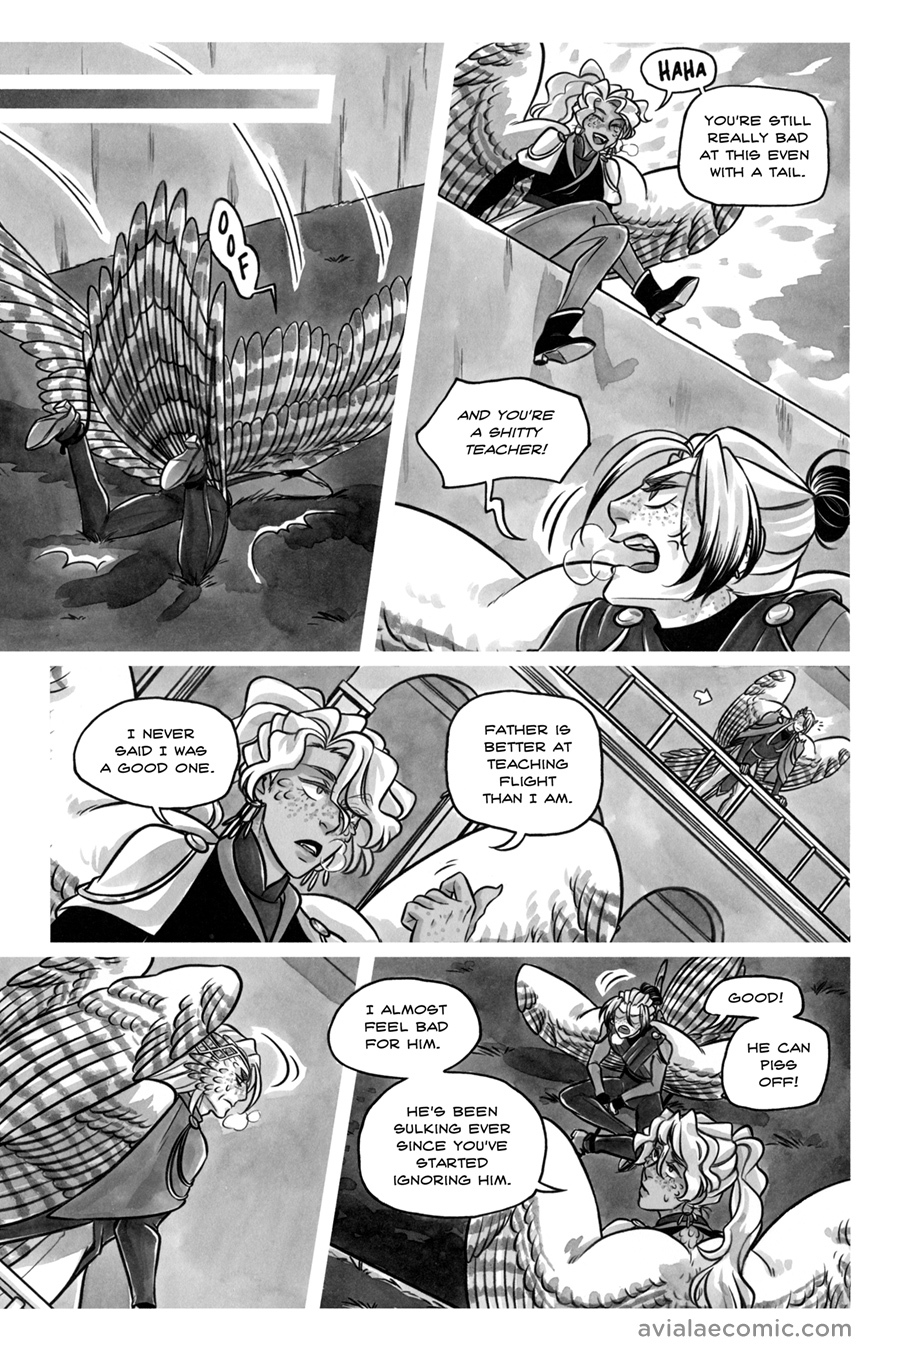 OOF
HAHA
YOU'RE STILL
REALLY BAD
AT THIS EVEN
WITH A TAIL.
AND YOU'RE
A SHITTY
TEACHER!
I NEVER
SAID I WAS
A GOOD ONE.
FATHER IS
BETTER AT
TEACHING
FLIGHT
THAN I AM.
I ALMOST
FEEL BAD
FOR HIM.
HE'S BEEN
SULKING EVER
SINCE YOU'VE
STARTED
IGNORING HIM.
GOOD!
HE CAN
PISS
OFF!
avialaecomic.com